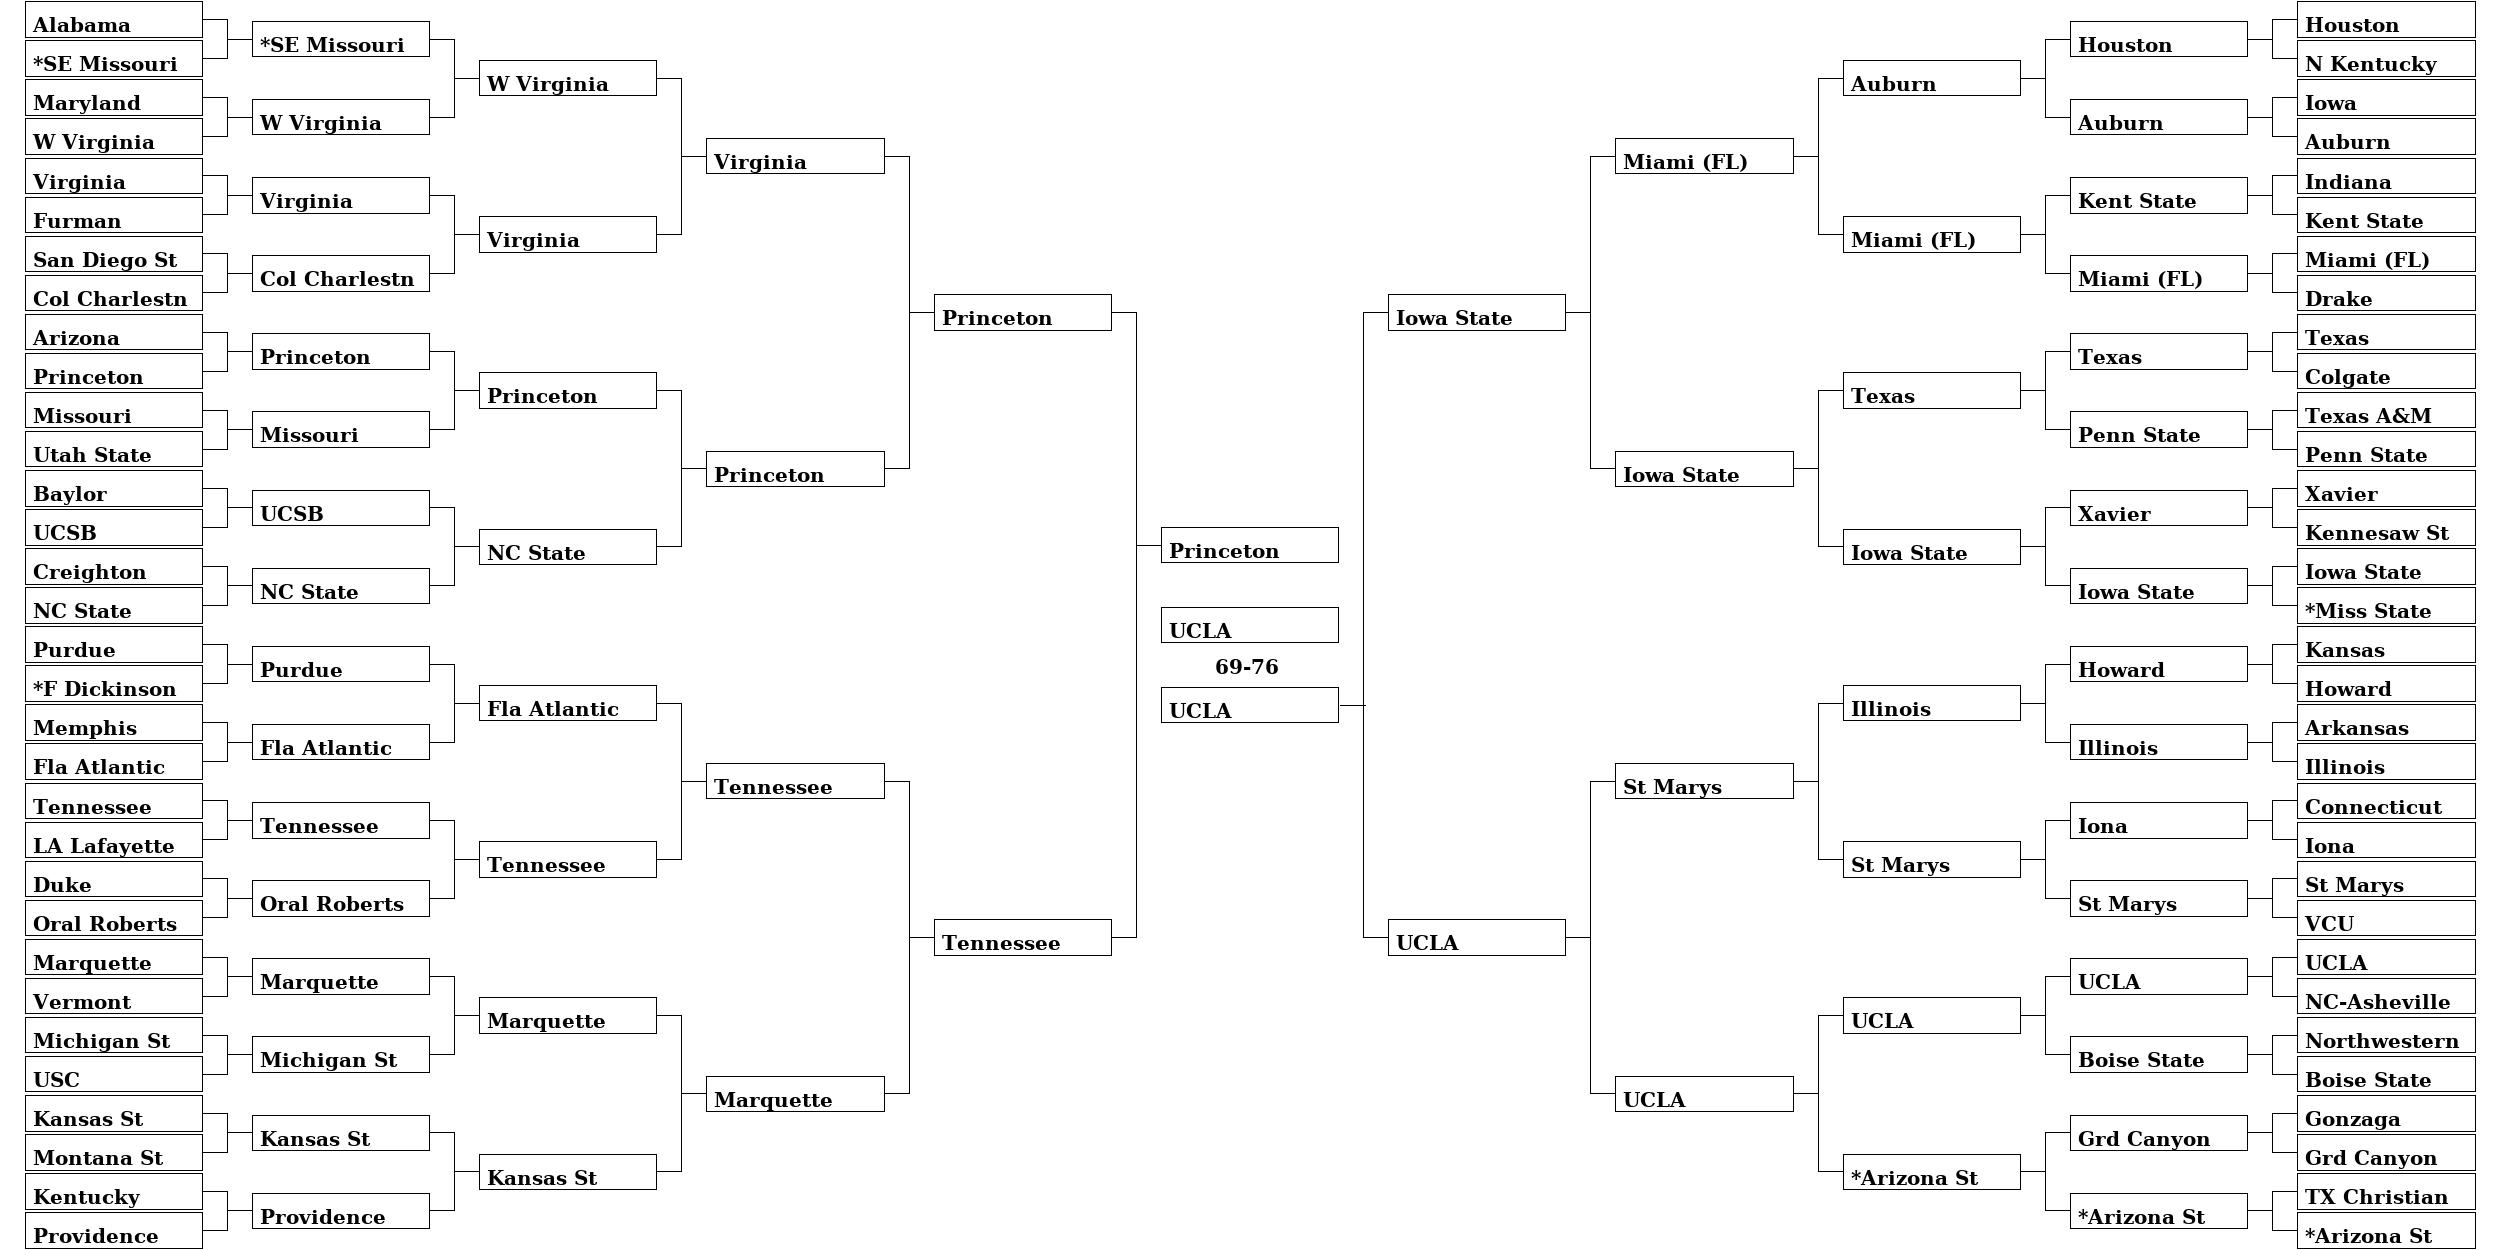 Alabama
*SE Missouri
Maryland
W Virginia
Virginia
Furman
San Diego St
Col Charlestn
Arizona
Princeton
Missouri
Utah State
Baylor
UCSB
Creighton
NC State
Purdue
*F Dickinson
Memphis
Fla Atlantic
Tennessee
LA Lafayette
Duke
Oral Roberts
Marquette
Vermont
Michigan St
USC
Kansas St
Montana St
Kentucky
Providence
*SE Missouri
W Virginia
Virginia
Col Charlestn
Princeton
Missouri
UCSB
NC State
Purdue
Fla Atlantic
Tennessee
Oral Roberts
Marquette
Michigan St
Kansas St
Providence
W Virginia
Virginia
Princeton
NC State
Fla Atlantic
Tennessee
Marquette
Kansas St
Virginia
Princeton
Tennessee
Marquette
Princeton
Tennessee
Princeton
UCLA
69-76
UCLA
Iowa State
UCLA
Miami (FL)
Iowa State
St Marys
UCLA
Auburn
Miami (FL)
Texas
Iowa State
Illinois
St Marys
UCLA
*Arizona St
Houston
Auburn
Kent State
Miami (FL)
Texas
Penn State
Xavier
Iowa State
Howard
Illinois
Iona
St Marys
UCLA
Boise State
Grd Canyon
*Arizona St
Houston
N Kentucky
Iowa
Auburn
Indiana
Kent State
Miami (FL)
Drake
Texas
Colgate
Texas A&M
Penn State
Xavier
Kennesaw St
Iowa State
*Miss State
Kansas
Howard
Arkansas
Illinois
Connecticut
Iona
St Marys
VCU
UCLA
NC-Asheville
Northwestern
Boise State
Gonzaga
Grd Canyon
TX Christian
*Arizona St